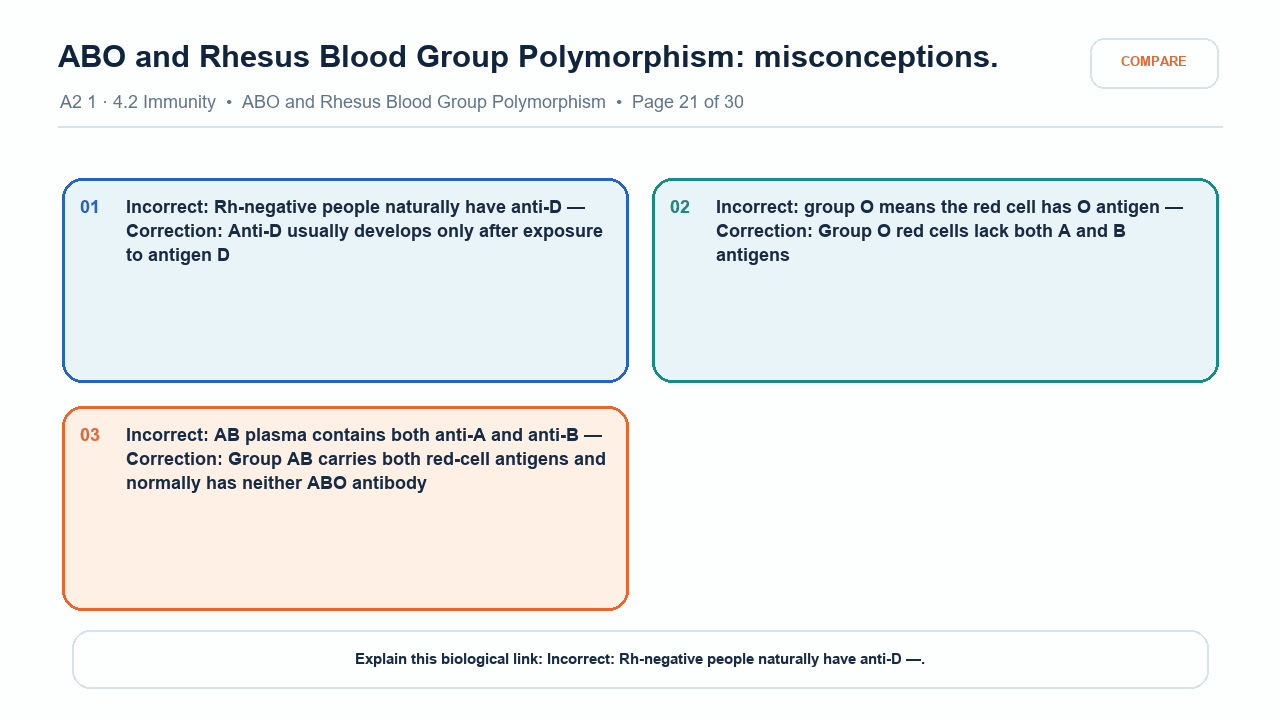 ABO and Rhesus Blood Group Polymorphism: misconceptions.
COMPARE
A2 1 · 4.2 Immunity • ABO and Rhesus Blood Group Polymorphism • Page 21 of 30
01
Incorrect: Rh-negative people naturally have anti-D —
Correction: Anti-D usually develops only after exposure
to antigen D
02
Incorrect: group O means the red cell has O antigen —
Correction: Group O red cells lack both A and B
antigens
03
Incorrect: AB plasma contains both anti-A and anti-B —
Correction: Group AB carries both red-cell antigens and
normally has neither ABO antibody
Explain this biological link: Incorrect: Rh-negative people naturally have anti-D —.